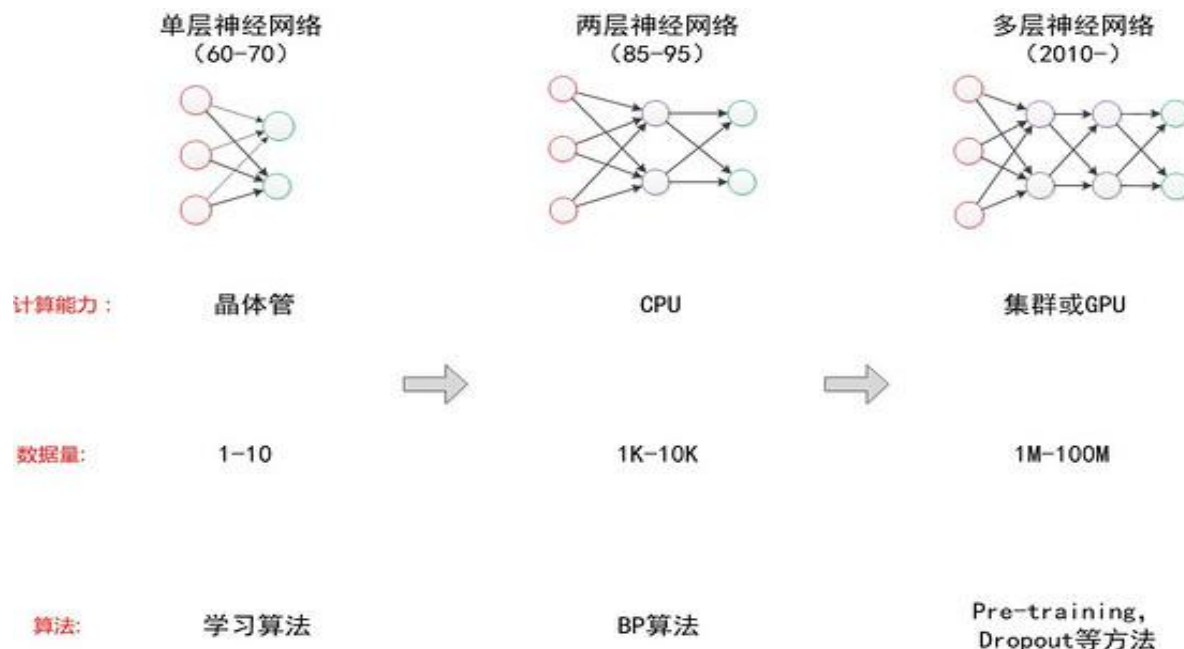 单层神经网络
（60-70）
两层神经网络
（85-95）
多层神经网络
（2010-）
计算能力：
晶体管
CPU
集群或GPU
数据量:
1-10
1K-10K
1M-100M
算法:
学习算法
BP算法
Pre-training,
Dropout等方法